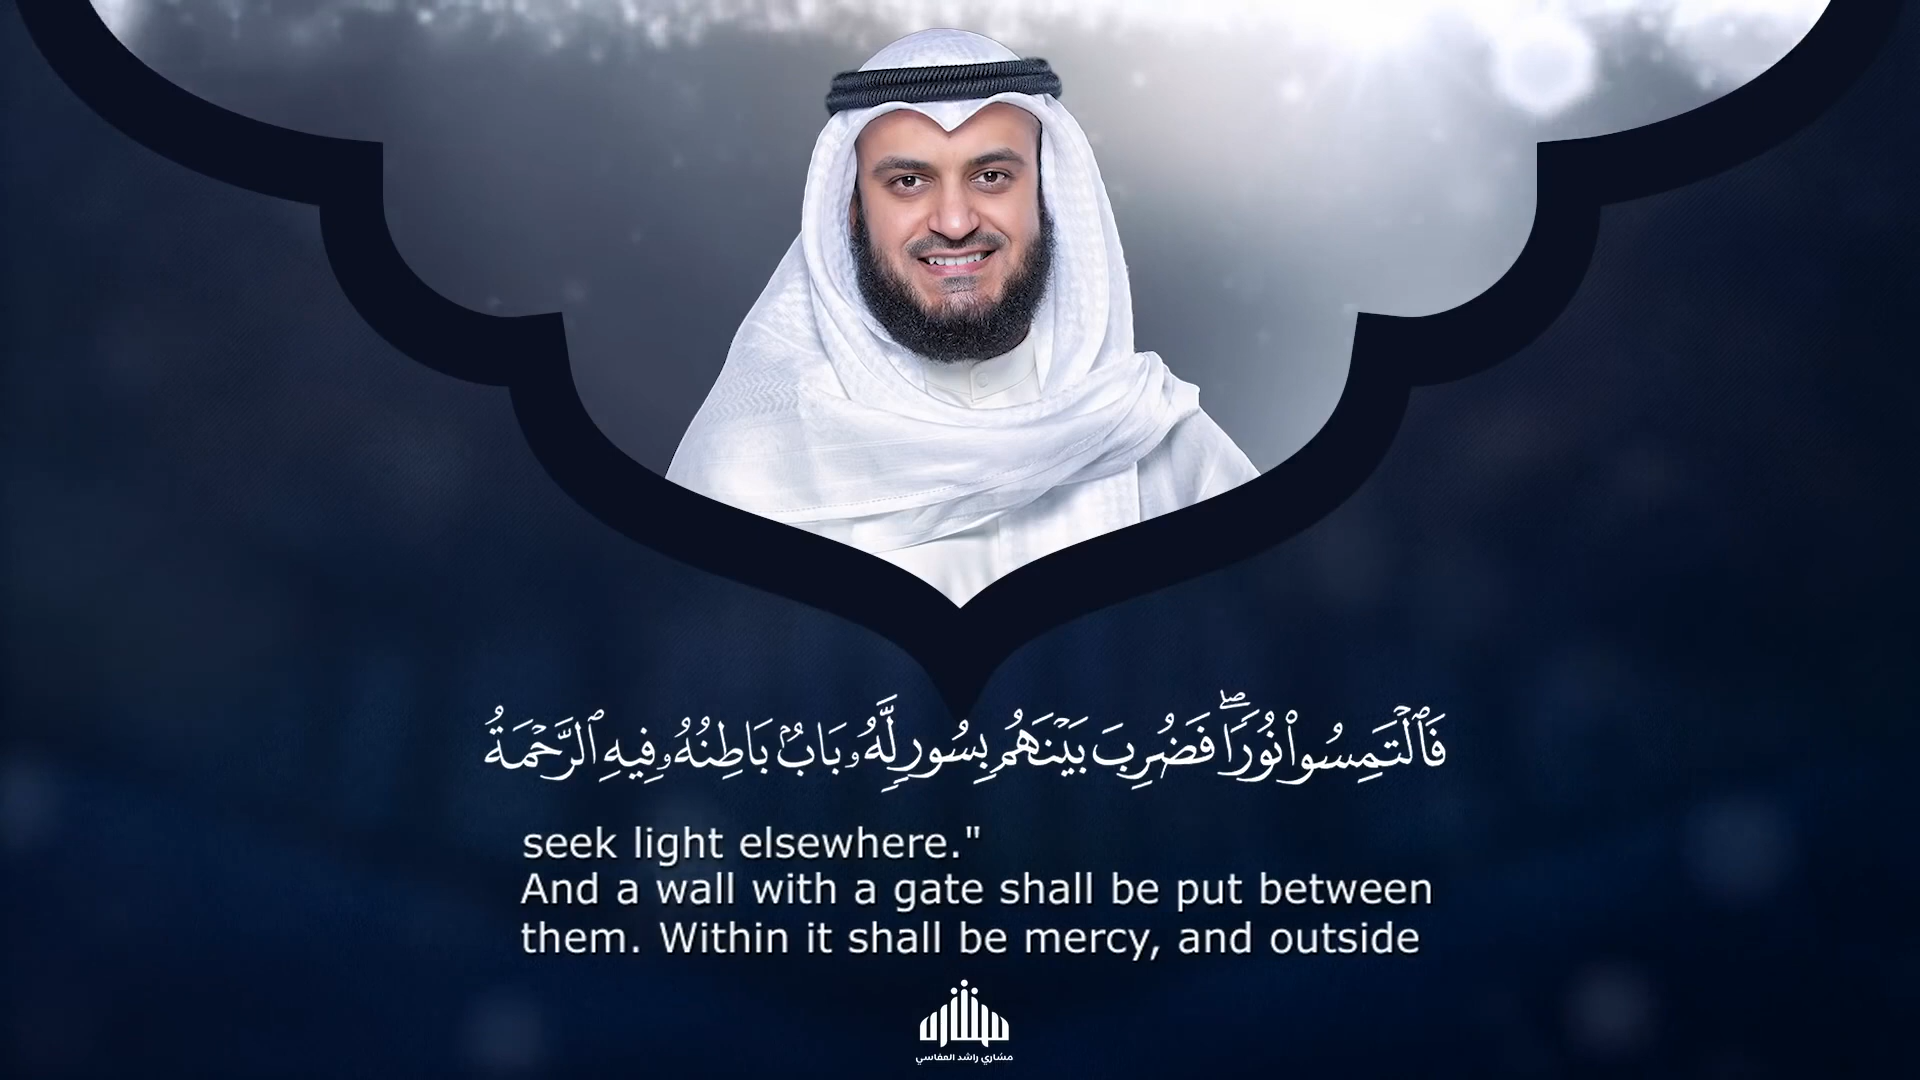 فَٱلۡتَمِسُواْ نُورٗاۖ فَضُرِبَ بَيۡنَهُم بِسُورٖ لَّهُۥ بَابُۢ بَاطِنُهُۥ فِيهِ ٱلرَّحۡمَةُ
seek light elsewhere."
And a wall with a gate shall be put between
them. Within it shall be mercy, and outside
مشاري
مشاري راشد العفاسي